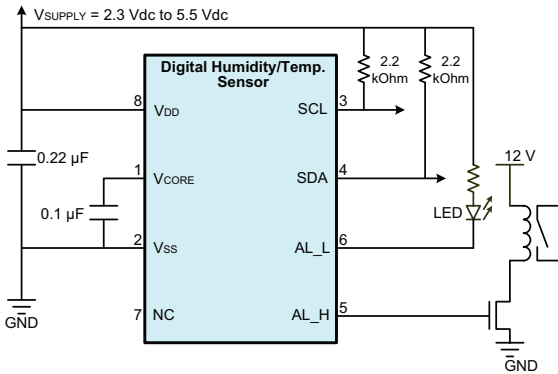 VSUPPLY = 2.3 Vdc to 5.5 Vdc
Digital Humidity/Temp.
Sensor
2.2
kOhm
2.2
kOhm
8
VDD
SCL
3
0.22 µF
1
VCORE
SDA
4
12 V
0.1 µF
LED
2
VSS
AL_L
6
GND
7
NC
AL_H
5
GND